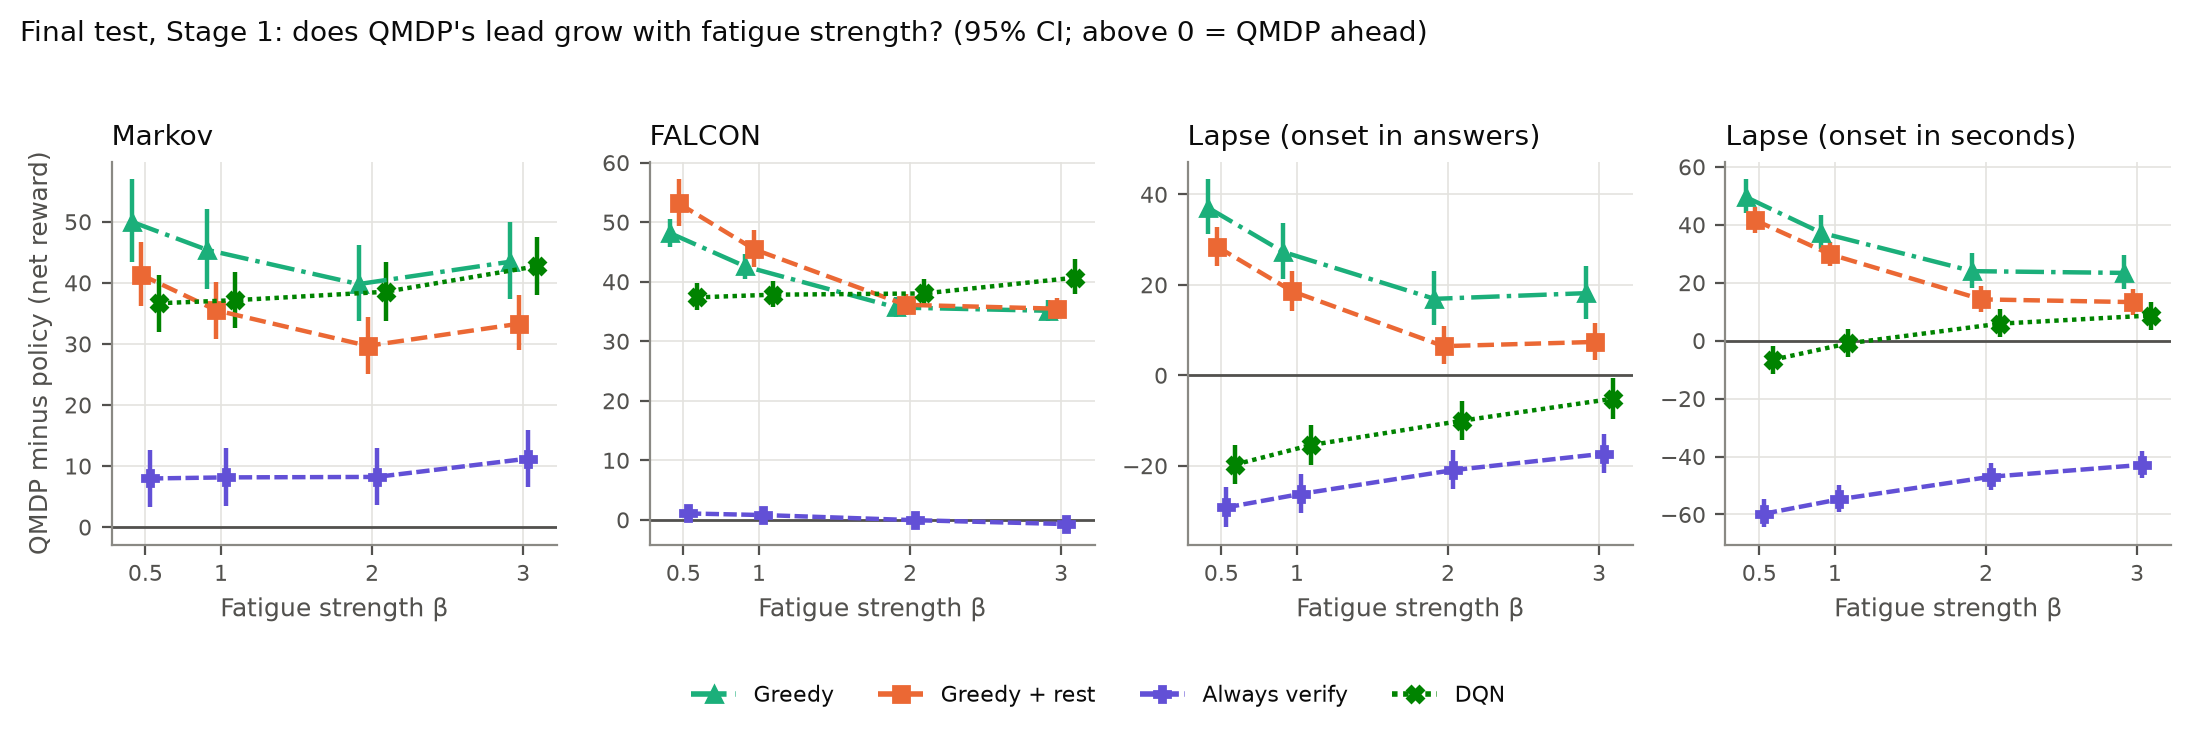 Final test, Stage 1: does QMDP's lead grow with fatigue strength? (95% CI; above 0 = QMDP ahead)
Markov
QMDP minus policy (net reward)
50
40
30
20
10
0
0.5 1 2 3
Fatigue strength β
FALCON
60
50
40
30
20
10
0
0.5 1 2 3
Fatigue strength β
Lapse (onset in answers)
40
20
0
−20
0.5 1 2 3
Fatigue strength β
Lapse (onset in seconds)
60
40
20
0
−20
−40
−60
0.5 1 2 3
Fatigue strength β
Greedy Greedy + rest Always verify DQN